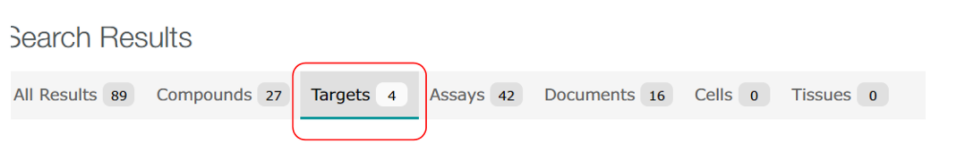 Search Results
All Results 89 Compounds 27 Targets 4 Assays 42 Documents 16 Cells 0 Tissues 0